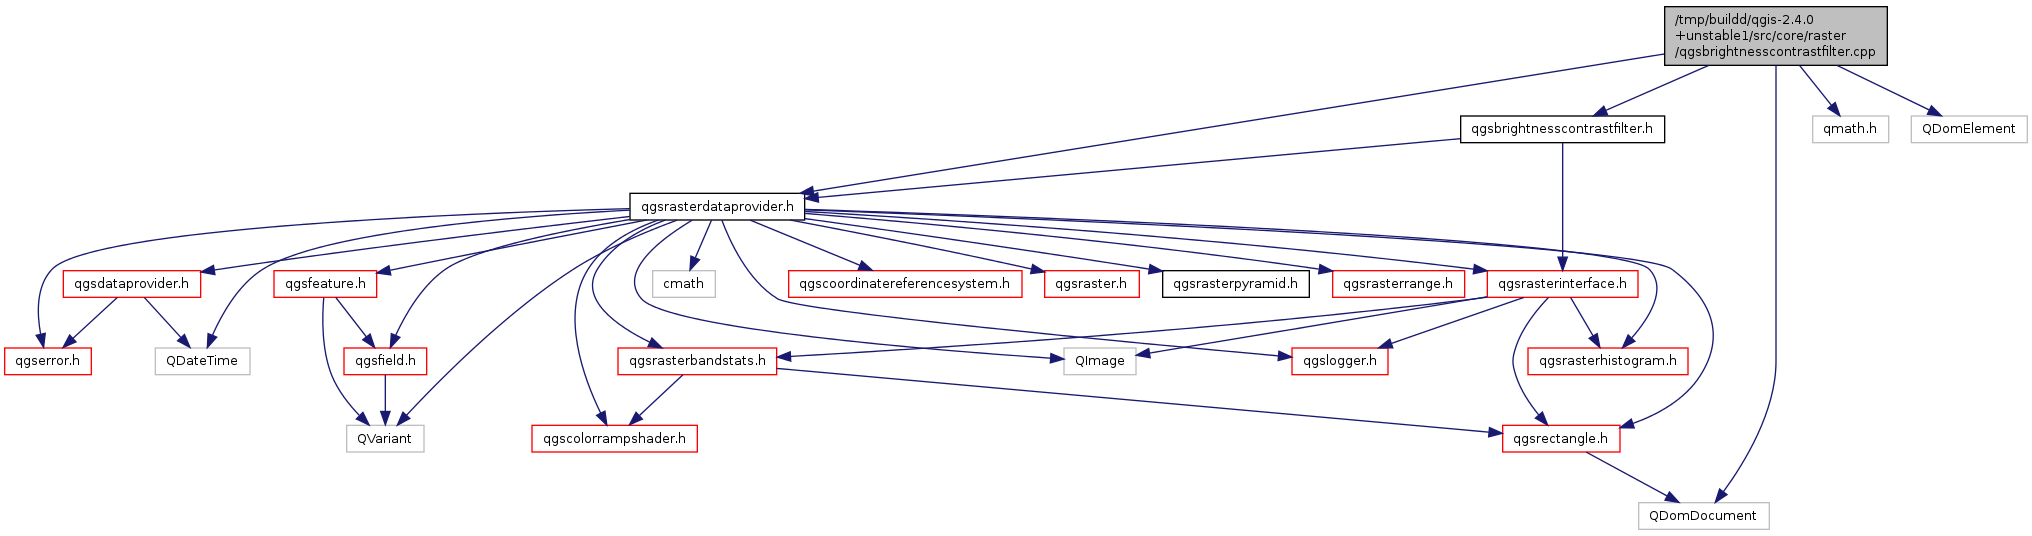 /tmp/buildd/qgis-2.4.0
+unstable1/src/core/raster
/qgsbrightnesscontrastfilter.cpp
qgsbrightnesscontrastfilter.h
qmath.h
QDomElement
qgsrasterdataprovider.h
qgsdataprovider.h
qgsfeature.h
cmath
qgscoordinatereferencesystem.h
qgsraster.h
qgsrasterpyramid.h
qgsrasterrange.h
qgsrasterinterface.h
qgserror.h
QDateTime
qgsfield.h
qgsrasterbandstats.h
QImage
qgslogger.h
qgsrasterhistogram.h
QVariant
qgscolorrampshader.h
qgsrectangle.h
QDomDocument